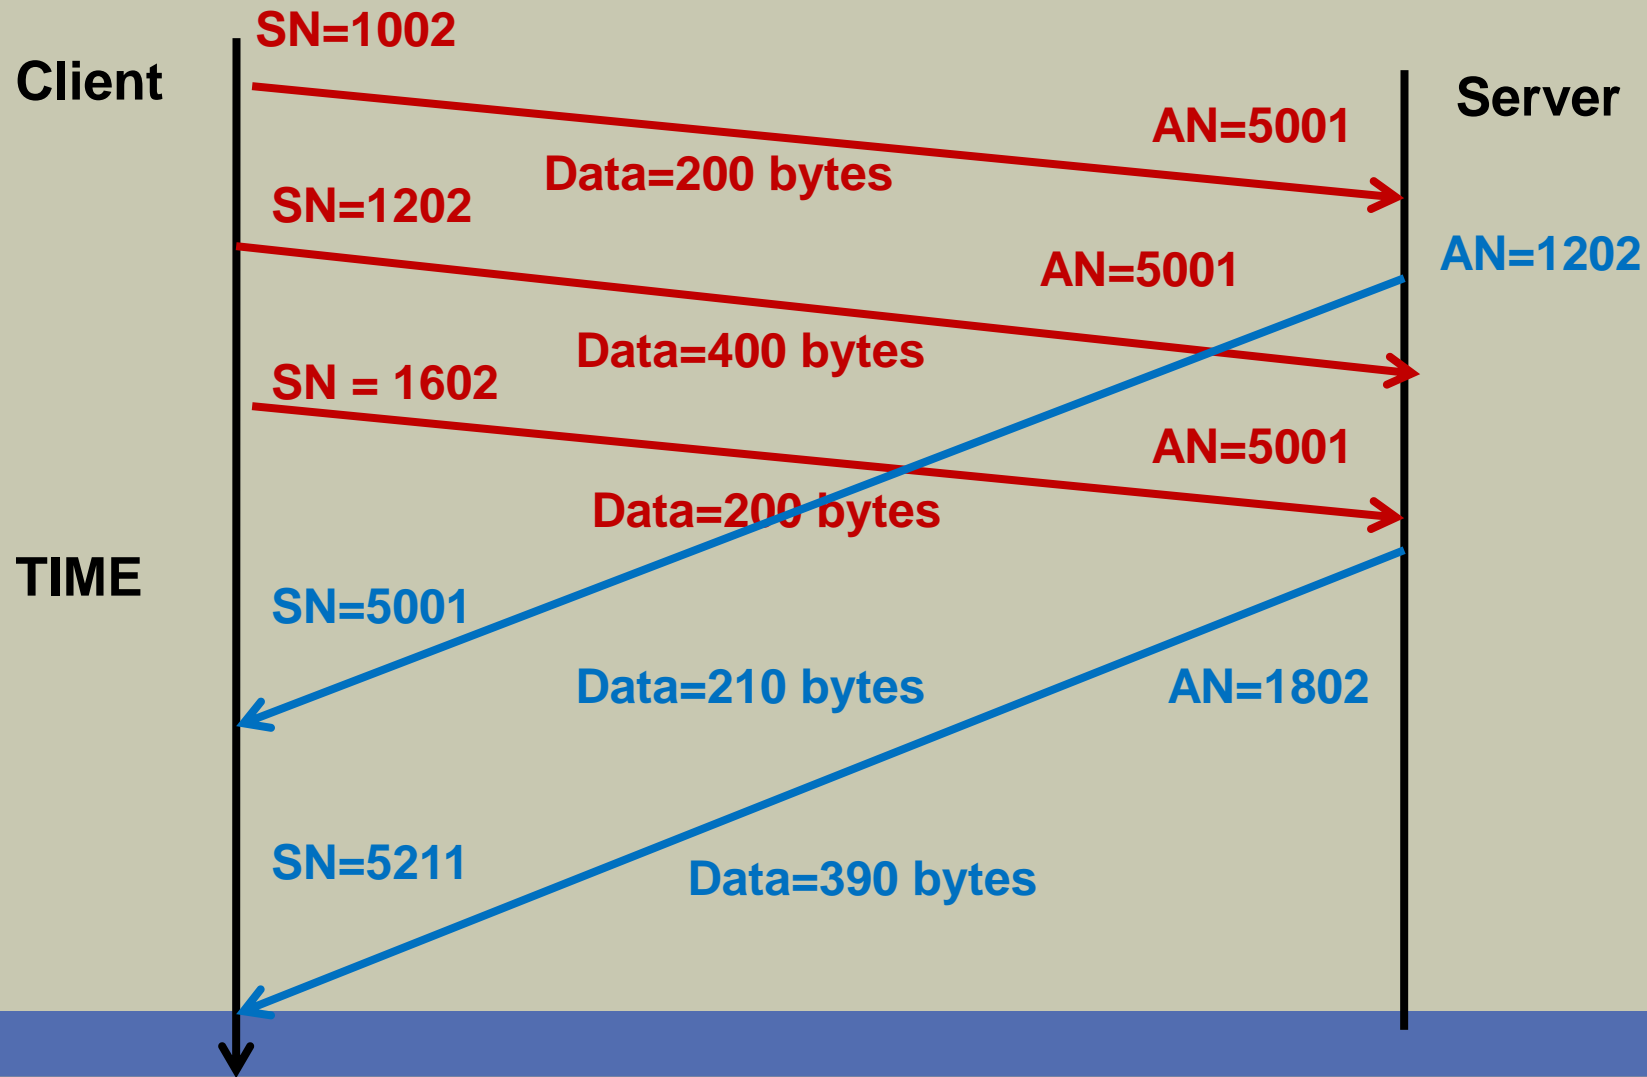 SN=1002
Client
Server
AN=5001
Data=200 bytes
SN=1202
AN=1202
AN=5001
Data=400 bytes
SN = 1602
AN=5001
Data=200 bytes
TIME
SN=5001
Data=210 bytes
AN=1802
SN=5211
Data=390 bytes